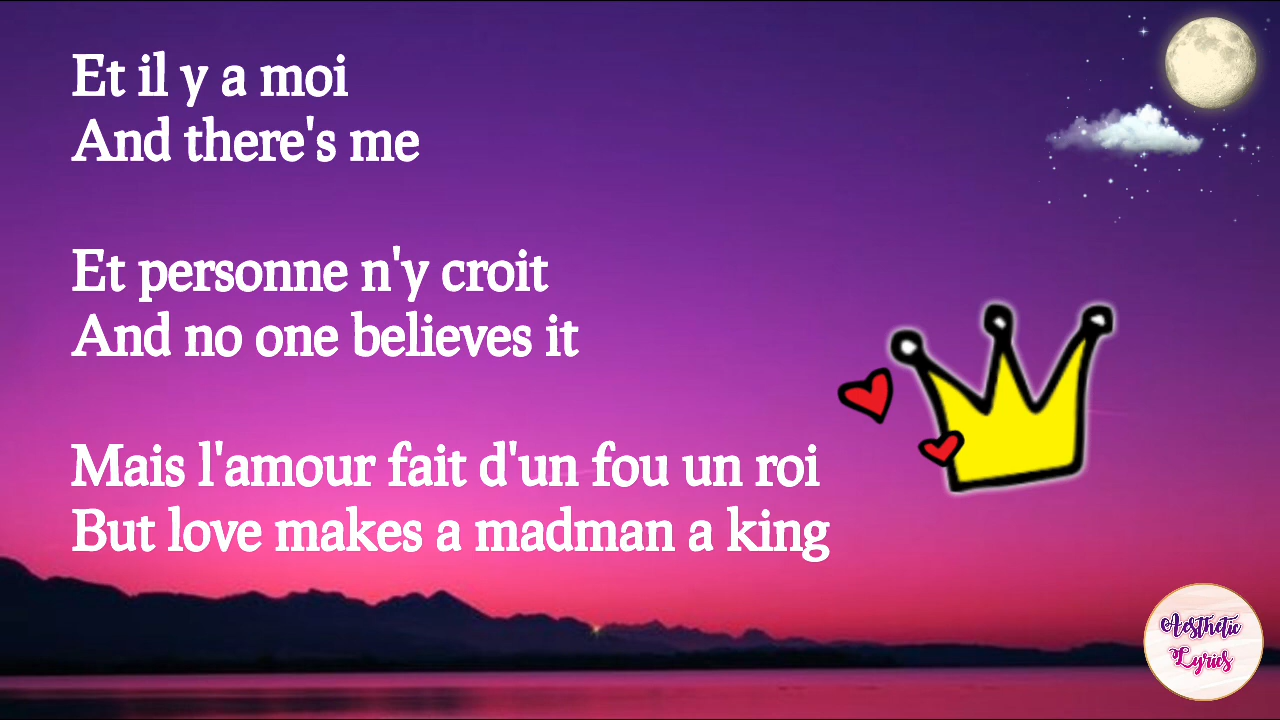 Et il y a moi
And there's me
Et personne n'y croit
And no one believes it
Mais l'amour fait d'un fou un roi
But love makes a madman a king
Aesthetic
Lyrics